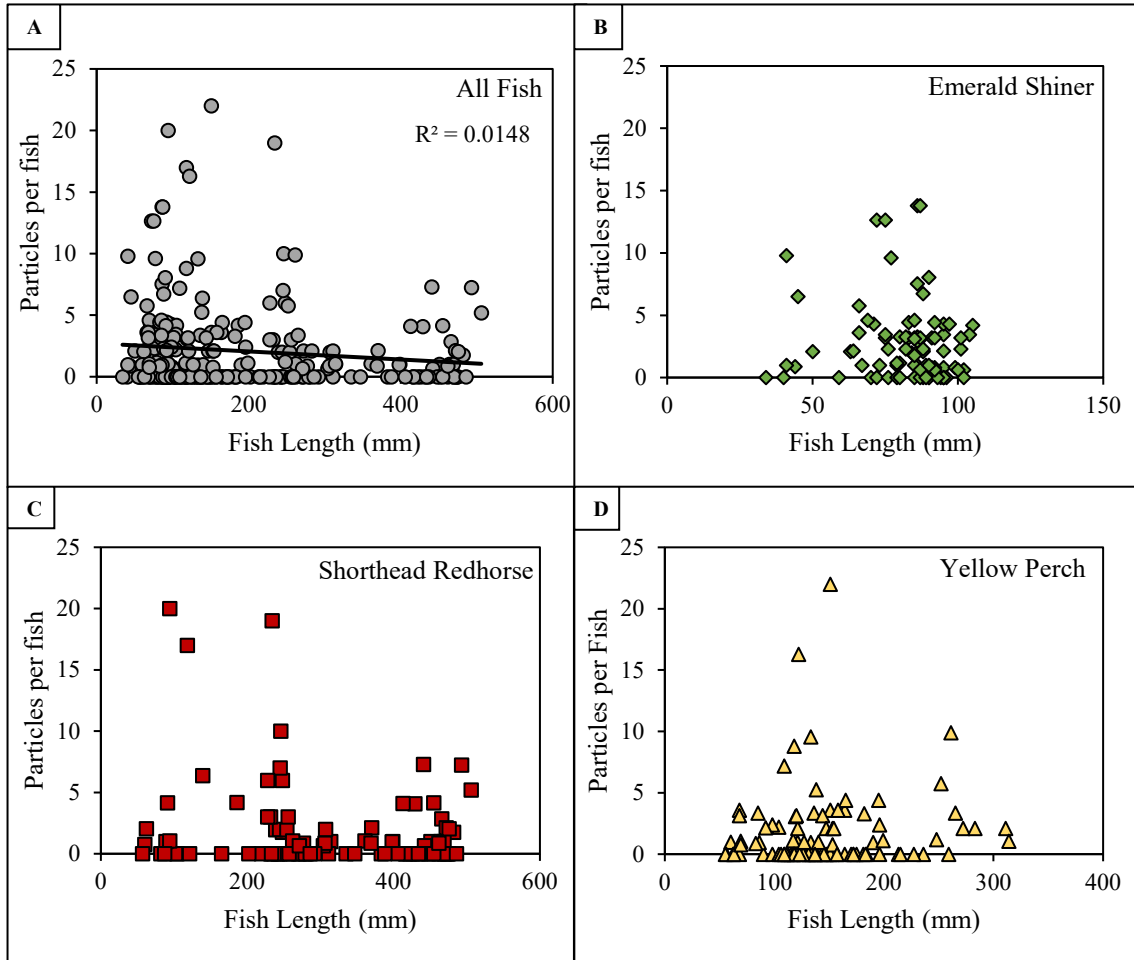 A
All Fish
R² = 0.0148
Particles per fish
25
20
15
10
5
0
0 200 400 600
Fish Length (mm)
B
Emerald Shiner
Particles per fish
25
20
15
10
5
0
0 50 100 150
Fish Length (mm)
C
Shorthead Redhorse
Particles per fish
25
20
15
10
5
0
0 200 400 600
Fish Length (mm)
D
Yellow Perch
Particles per Fish
25
20
15
10
5
0
0 100 200 300 400
Fish Length (mm)